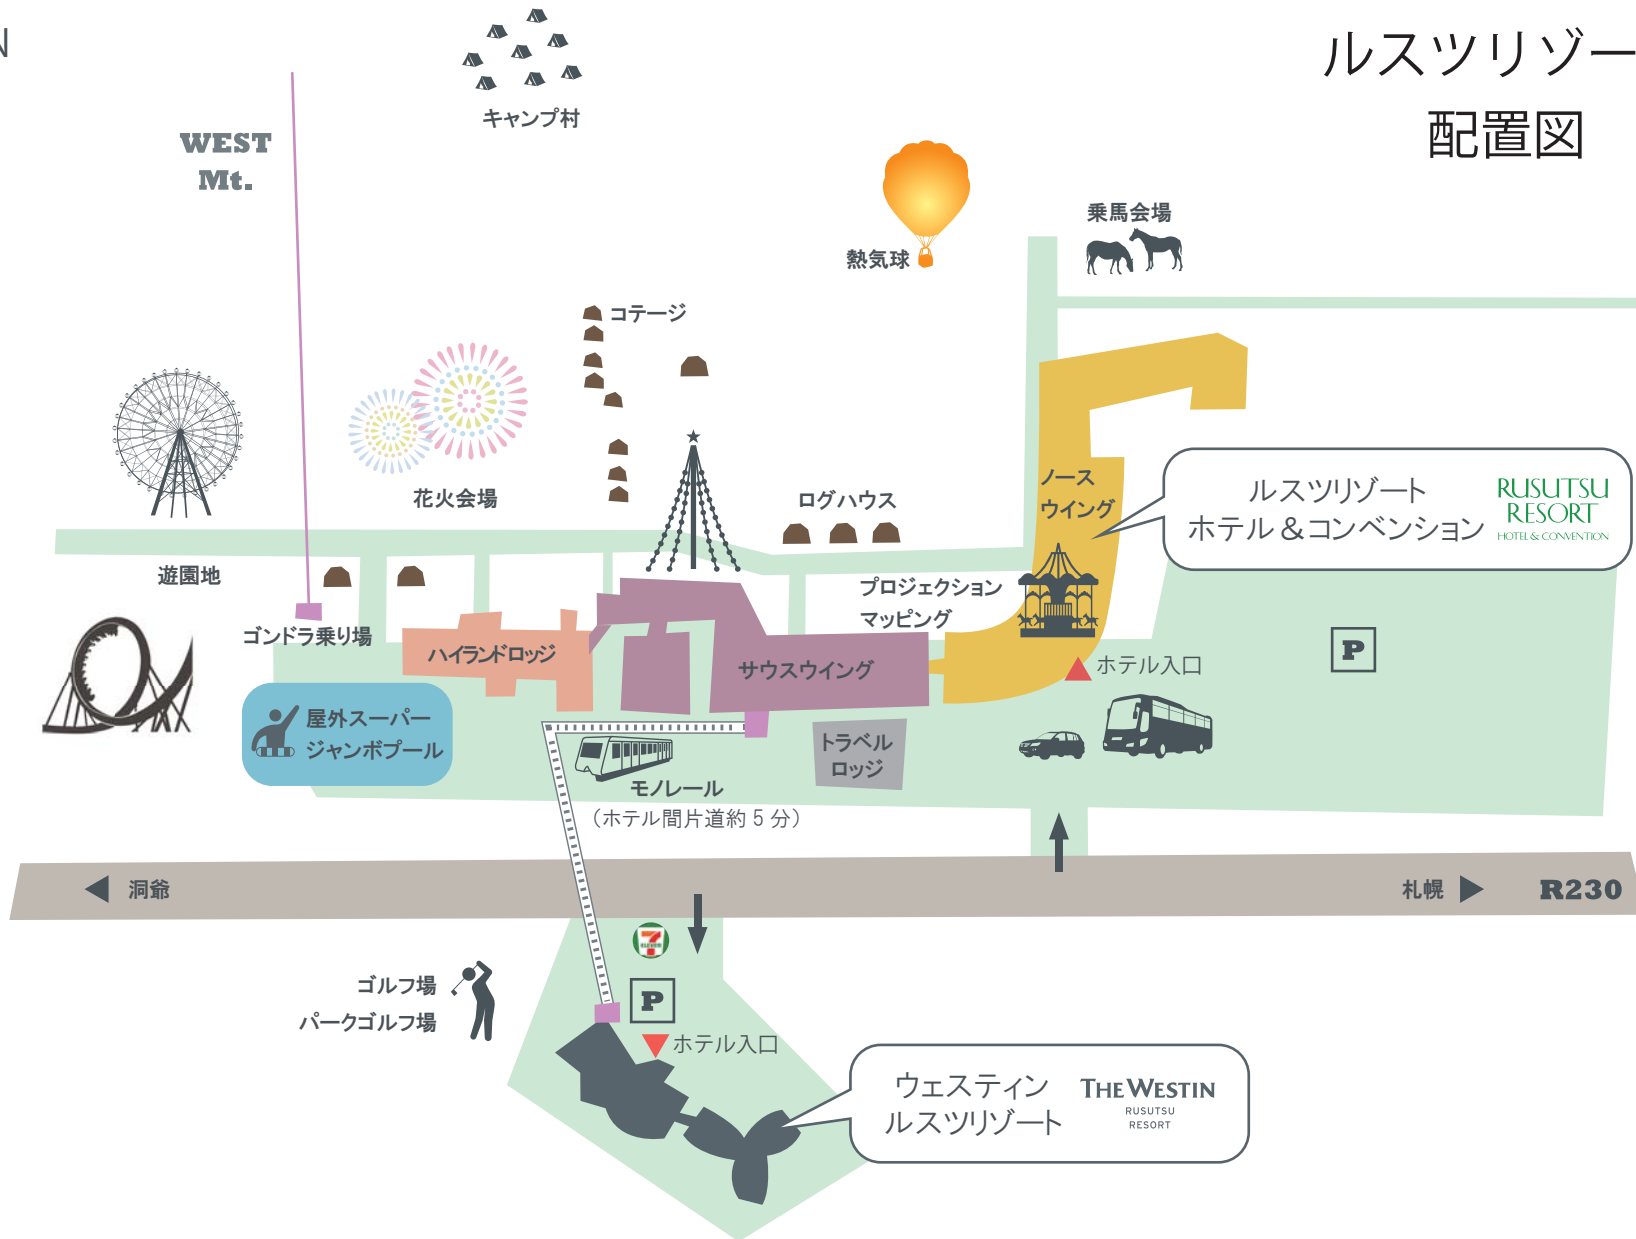 N
ルスツリゾー
配置図
キャンプ村
WEST
Mt.
乗馬会場
熱気球
コテージ
ノース
ウイング
ルスツリゾート
ホテル&コンベンション
RUSUTSU
RESORT
HOTEL & CONVENTION
花火会場
ログハウス
遊園地
プロジェクション
マッピング
ゴンドラ乗り場
ハイランドロッジ
サウスウイング
ホテル入口
P
屋外スーパー
ジャンボプール
トラベル
ロッジ
モノレール
（ホテル間片道約 5 分）
洞爺
札幌
R230
7
ELEVEN
ゴルフ場
パークゴルフ場
P
ホテル入口
ウェスティン
ルスツリゾート
THE WESTIN
RUSUTSU
RESORT